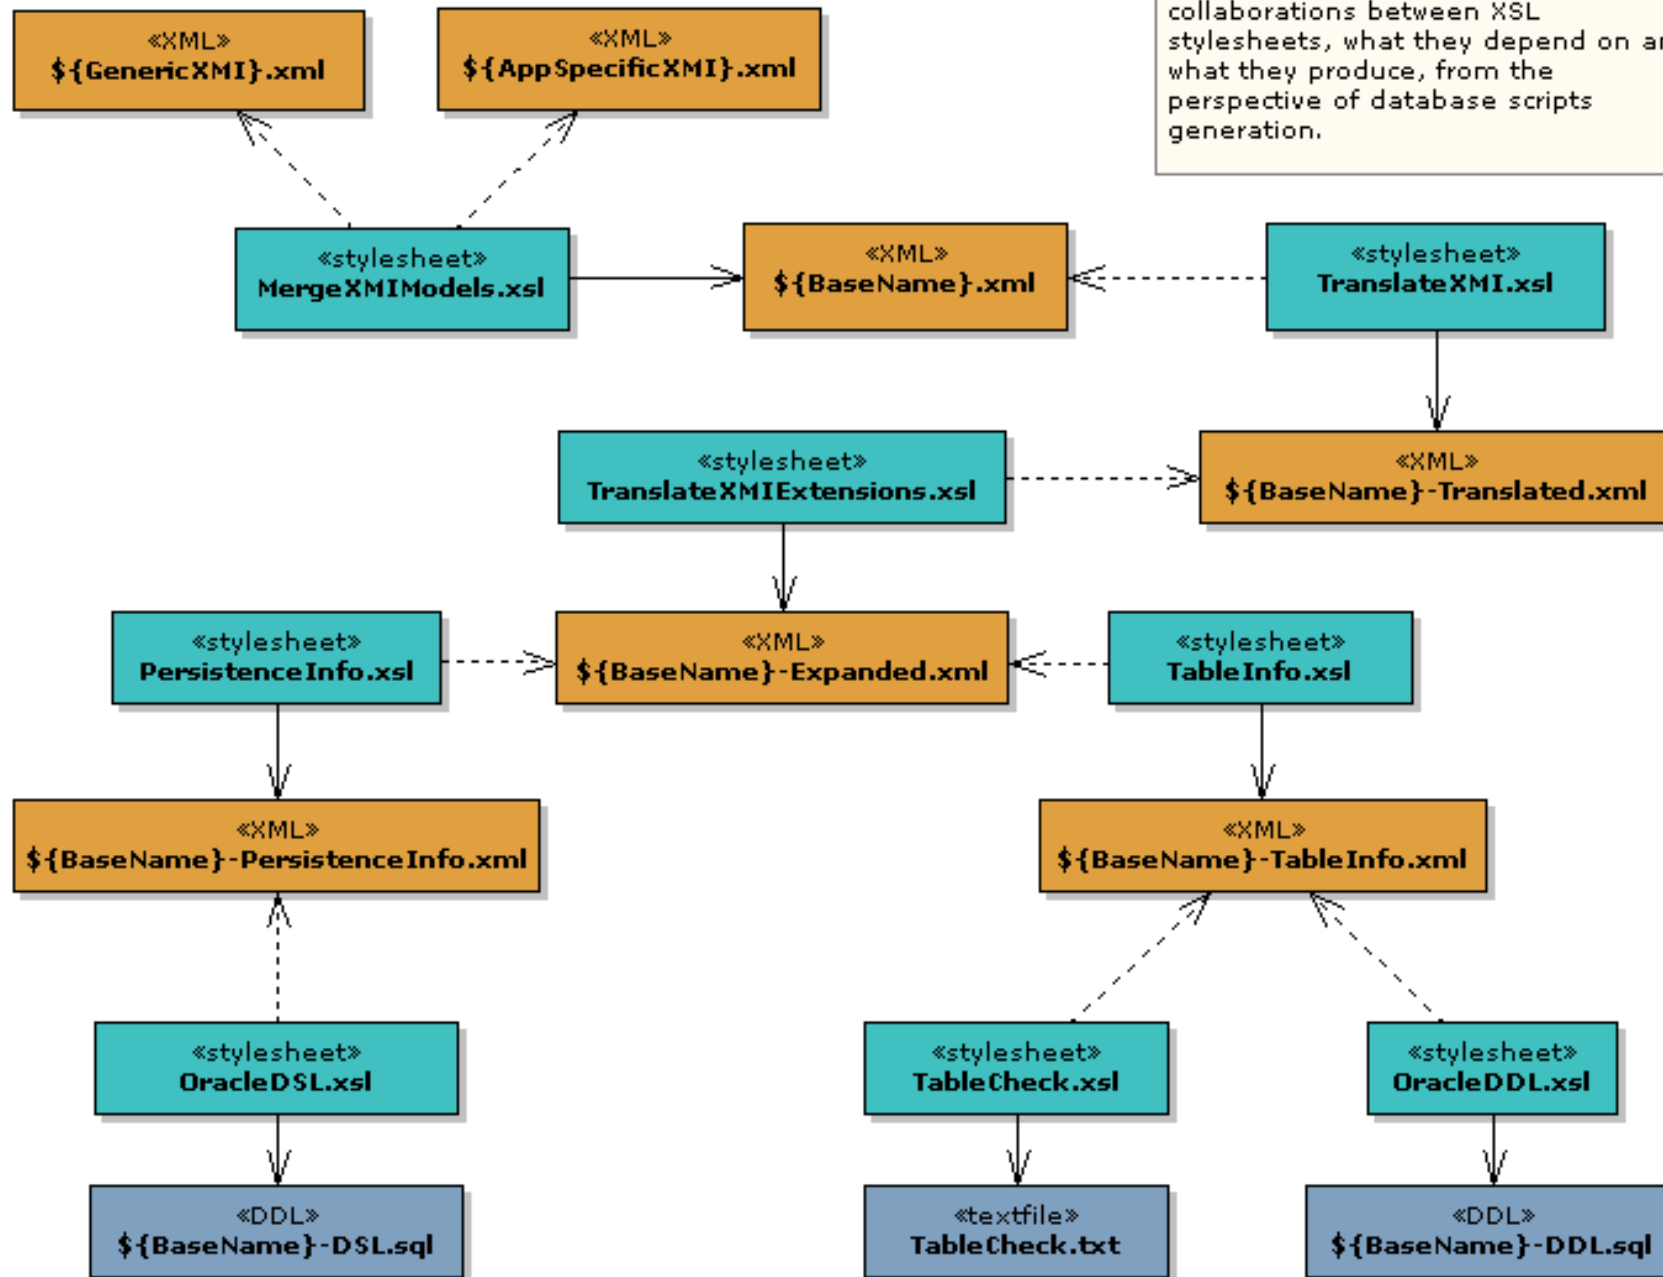 collaborations between XSL
stylesheets, what they depend on
what they produce, from the
perspective of database scripts
generation.
«XML»
${GenericXMI}.xml
«XML»
${AppSpecificXMI}.xml
«stylesheet»
MergeXMIModels.xsl
«XML»
${BaseName}.xml
«stylesheet»
TranslateXMI.xsl
«stylesheet»
TranslateXMIExtensions.xsl
«XML»
${BaseName}-Translated.xml
«stylesheet»
PersistenceInfo.xsl
«XML»
${BaseName}-Expanded.xml
«stylesheet»
TableInfo.xsl
«XML»
${BaseName}-PersistenceInfo.xml
«XML»
${BaseName}-TableInfo.xml
«stylesheet»
OracleDSL.xsl
«stylesheet»
TableCheck.xsl
«stylesheet»
OracleDDL.xsl
«DDL»
${BaseName}-DSL.sql
«textfile»
TableCheck.txt
«DDL»
${BaseName}-DDL.sql